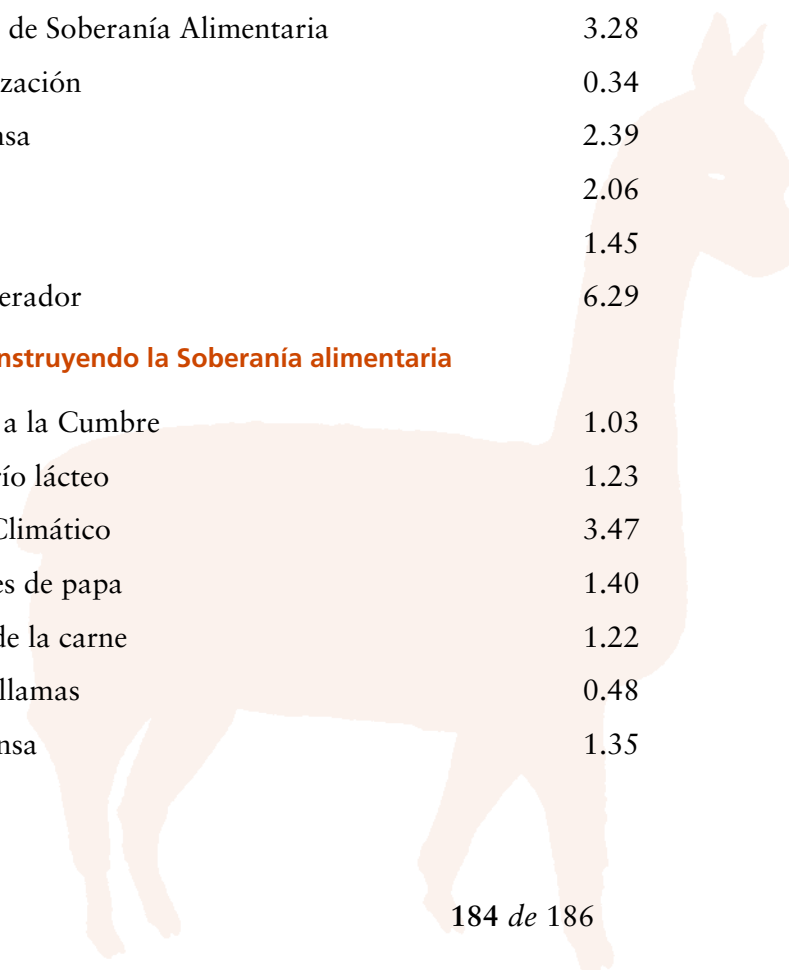 de Soberanía Alimentaria 3.28
zación 0.34
nsa 2.39
2.06
1.45
erador 6.29
nstruyendo la Soberanía alimentaria
a la Cumbre 1.03
río lácteo 1.23
Climático 3.47
es de papa 1.40
de la carne 1.22
llamas 0.48
nsa 1.35
184 de 186